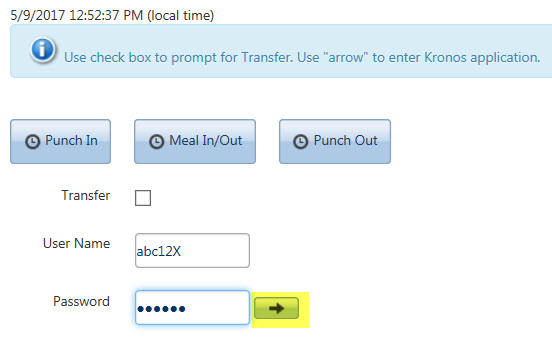 5/9/2017 12:52:37 PM (local time)
Use check box to prompt for Transfer. Use "arrow" to enter Kronos application.
Punch In Meal In/Out Punch Out
Transfer
User Name abc12X
Password ••••••